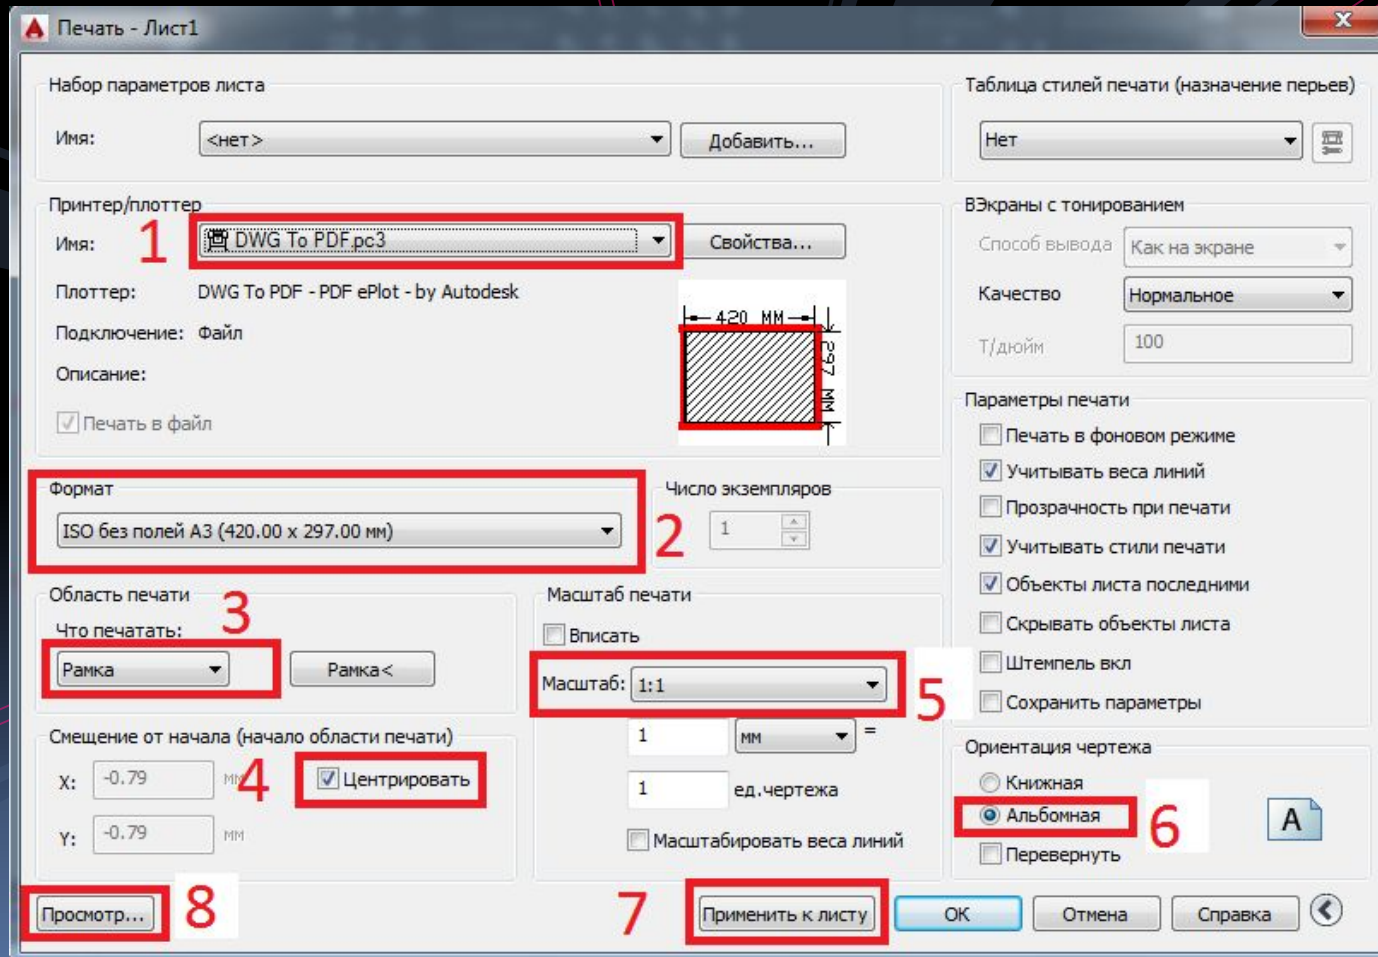 Печать - Лист1
x
Набор параметров листа
Имя:
<нет>
Добавить...
Таблица стилей печати (назначение перьев)
Нет
Принтер/плоттер
1
Имя:
DWG To PDF.pc3
Свойства...
Плоттер:
DWG To PDF - PDF ePlot - by Autodesk
Подключение:
Файл
Описание:
Печать в файл
420 MM
297 MM
ВЭкраны с тонированием
Способ вывода
Как на экране
Качество
Нормальное
Т/дюйм
100
Формат
ISO без полей A3 (420.00 x 297.00 мм)
2
Число экземпляров
1
Параметры печати
Печать в фоновом режиме
Учитывать веса линий
Прозрачность при печати
Учитывать стили печати
Объекты листа последними
Скрывать объекты листа
Штемпель вкл
Сохранить параметры
Область печати
3
Что печатать:
Рамка
Рамка<
Масштаб печати
Вписать
Масштаб:
1:1
5
1
мм
=
1
ед.чертежа
Масштабировать веса линий
Смещение от начала (начало области печати)
X:
-0.79
мм
4
Центрировать
Y:
-0.79
мм
Ориентация чертежа
Книжная
Альбомная
6
A
Перевернуть
Просмотр...
8
7
Применить к листу
ОК
Отмена
Справка